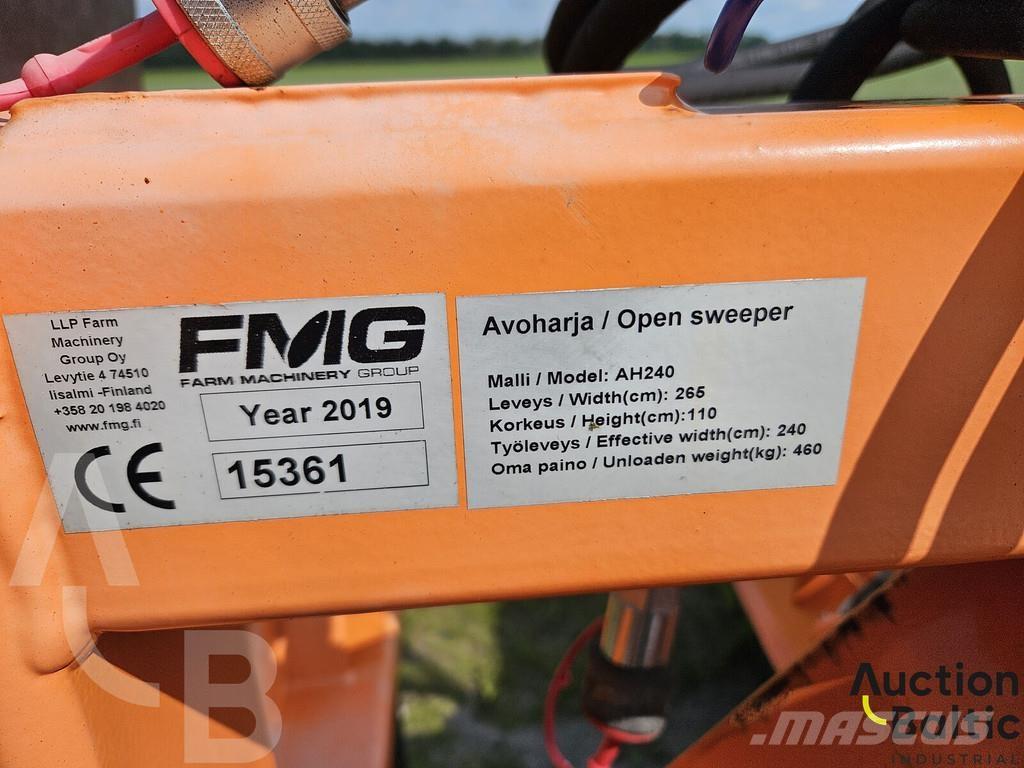 LLP Farm
Machinery
Group Oy
Levytie 4 74510
Iisalmi -Finland
+358 20 198 4020
www.fmg.fi
CE
FMG
FARM MACHINERY GROUP
Year 2019
15361
Avoharja / Open sweeper
Malli / Model: AH240
Leveys / Width(cm): 265
Korkeus / Height(cm):110
Työleveys / Effective width(cm): 240
Oma paino / Unloaden weight(kg): 460
AB
Auction
Baltic
INDUSTRIAL
MASCUS